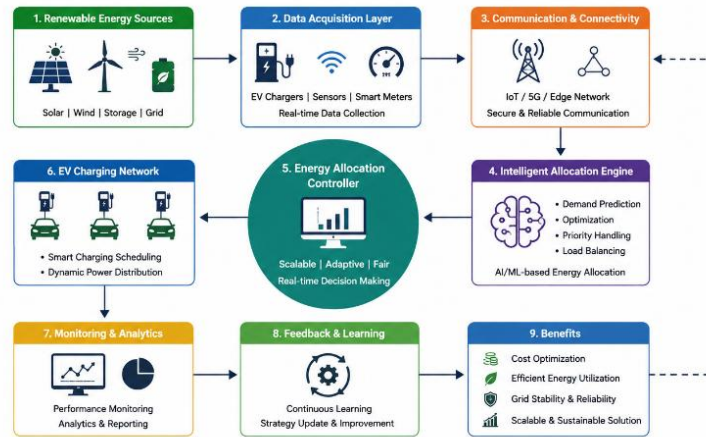 1. Renewable Energy Sources
Solar | Wind | Storage | Grid
2. Data Acquisition Layer
EV Chargers | Sensors | Smart Meters
Real-time Data Collection
3. Communication & Connectivity
IoT / 5G / Edge Network
Secure & Reliable Communication
4. Intelligent Allocation Engine
• Demand Prediction
• Optimization
• Priority Handling
• Load Balancing
AI/ML-based Energy Allocation
5. Energy Allocation
Controller
Scalable | Adaptive | Fair
Real-time Decision Making
6. EV Charging Network
• Smart Charging Scheduling
• Dynamic Power Distribution
7. Monitoring & Analytics
Performance Monitoring
Analytics & Reporting
8. Feedback & Learning
Continuous Learning
Strategy Update & Improvement
9. Benefits
Cost Optimization
Efficient Energy Utilization
Grid Stability & Reliability
Scalable & Sustainable Solution